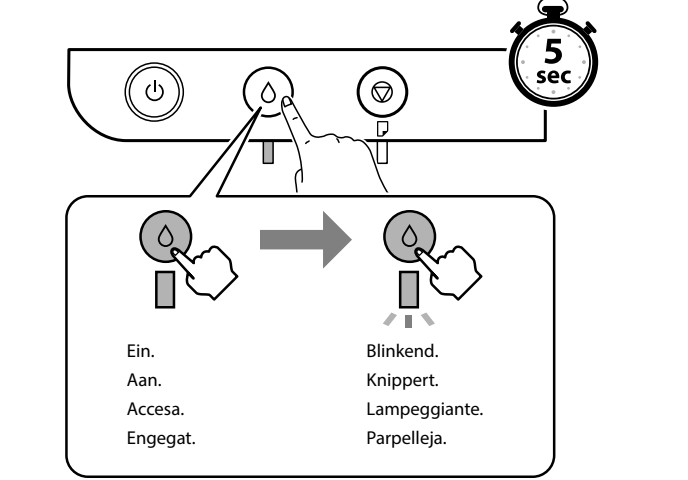 5
sec
Ein.
Aan.
Accesa.
Engegat.
Blinkend.
Knippert.
Lampeggiante.
Parpelleja.